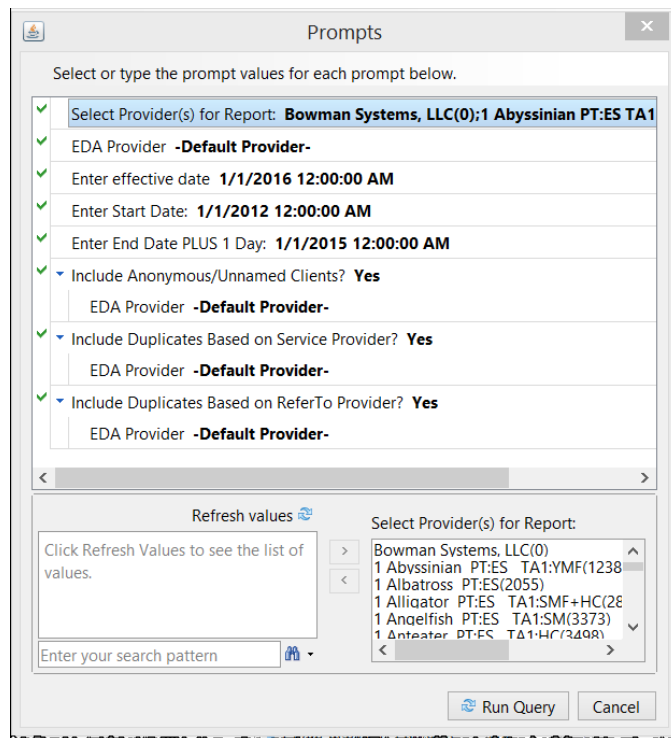 Prompts
Select or type the prompt values for each prompt below.
Select Provider(s) for Report: Bowman Systems, LLC(0);1 Abyssinian PT:ES TA1
EDA Provider -Default Provider-
Enter effective date 1/1/2016 12:00:00 AM
Enter Start Date: 1/1/2012 12:00:00 AM
Enter End Date PLUS 1 Day: 1/1/2015 12:00:00 AM
Include Anonymous/Unnamed Clients? Yes
EDA Provider -Default Provider-
Include Duplicates Based on Service Provider? Yes
EDA Provider -Default Provider-
Include Duplicates Based on ReferTo Provider? Yes
EDA Provider -Default Provider-
Refresh values
Click Refresh Values to see the list of
values.
Enter your search pattern
Select Provider(s) for Report:
Bowman Systems, LLC(0)
1 Abyssinian PT:ES TA1:YMF(1238
1 Albatross PT:ES(2055)
1 Alligator PT:ES TA1:SMF+HC(28
1 Angelfish PT:ES TA1:SM(3373)
1 Anteater PT:ES TA1:HC(3498)
Run Query
Cancel